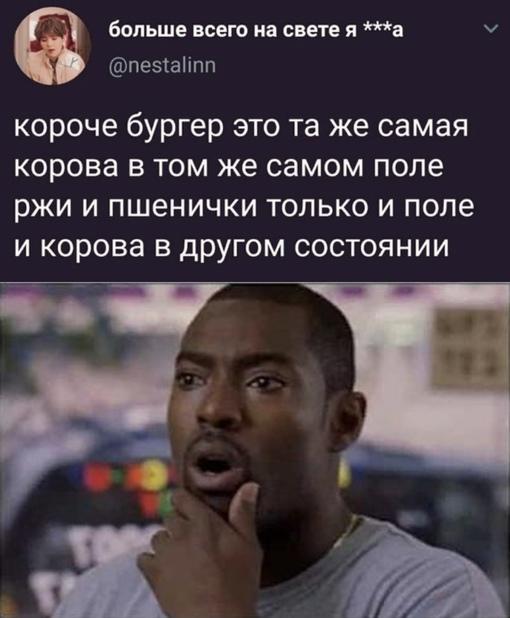 больше всего на свете я ***а
@nestalinn
короче бургер это та же самая
корова в том же самом поле
ржи и пшенички только и поле
и корова в другом состоянии